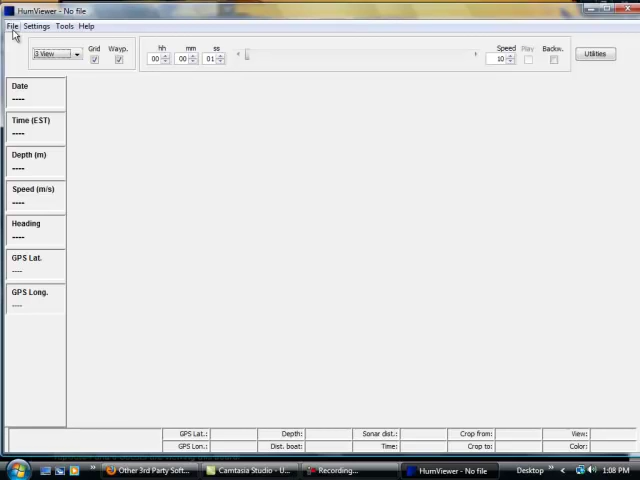 HumViewer - No file
File Settings Tools Help
3 View
Grid
Wayp.
hh mm ss
00 00 01
Speed
10
Play
Backw.
Utilities
Date
----
Time (EST)
----
Depth (m)
----
Speed (m/s)
----
Heading
----
GPS Lat.
----
GPS Long.
----
GPS Lat.: Depth: Sonar dist.: Crop from: View:
GPS Lon.: Dist. boat: Time: Crop to: Color:
Other 3rd Party Soft... Camtasia Studio - U... Recording... HumViewer - No file Desktop 1:08 PM